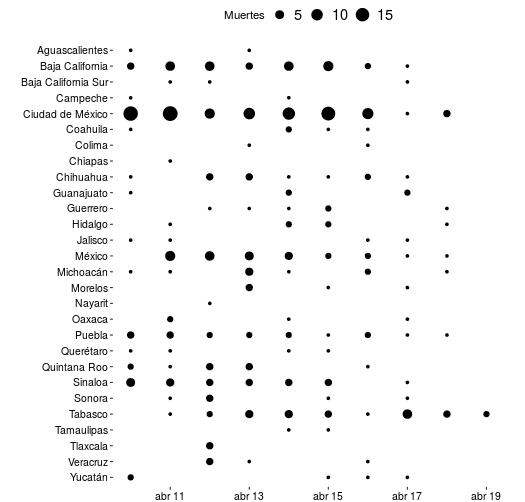 Muertes 5 10 15
Aguascalientes
Baja California
Baja California Sur
Campeche
Ciudad de México
Coahuila
Colima
Chiapas
Chihuahua
Guanajuato
Guerrero
Hidalgo
Jalisco
México
Michoacán
Morelos
Nayarit
Oaxaca
Puebla
Querétaro
Quintana Roo
Sinaloa
Sonora
Tabasco
Tamaulipas
Tlaxcala
Veracruz
Yucatán
abr 11 abr 13 abr 15 abr 17 abr 19